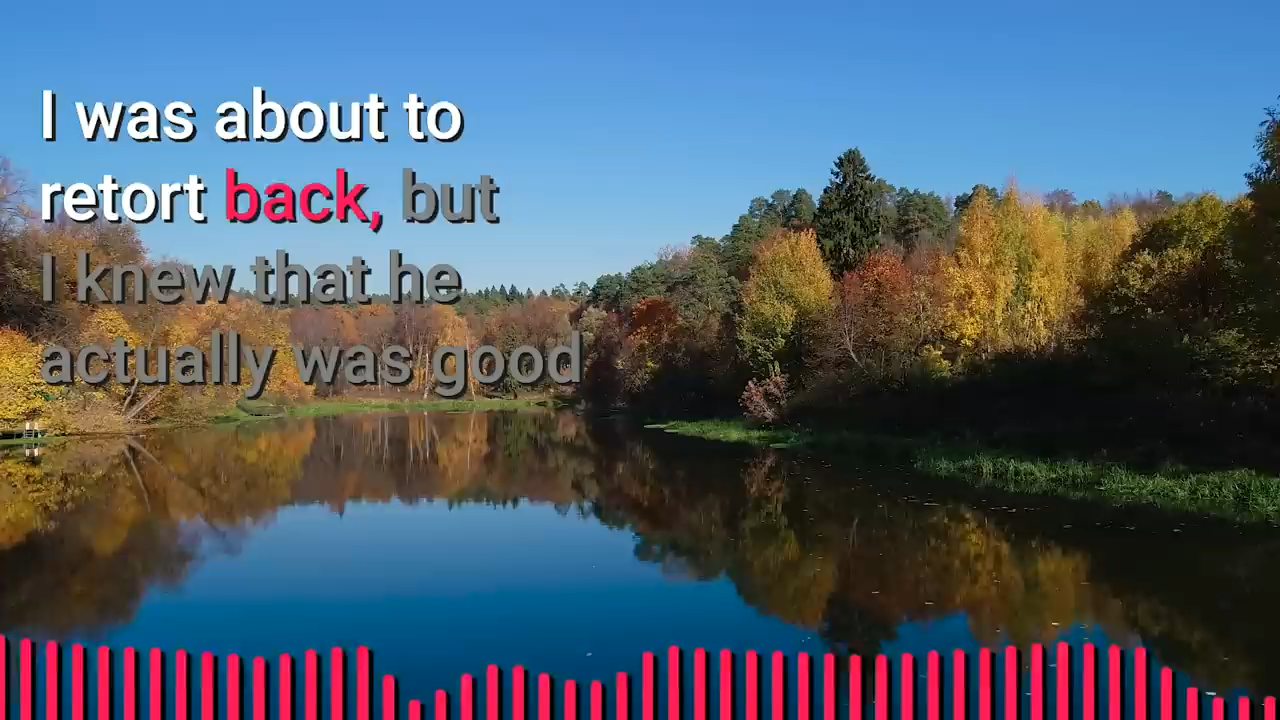 I was about to
retort back, but
I knew that he
actually was good